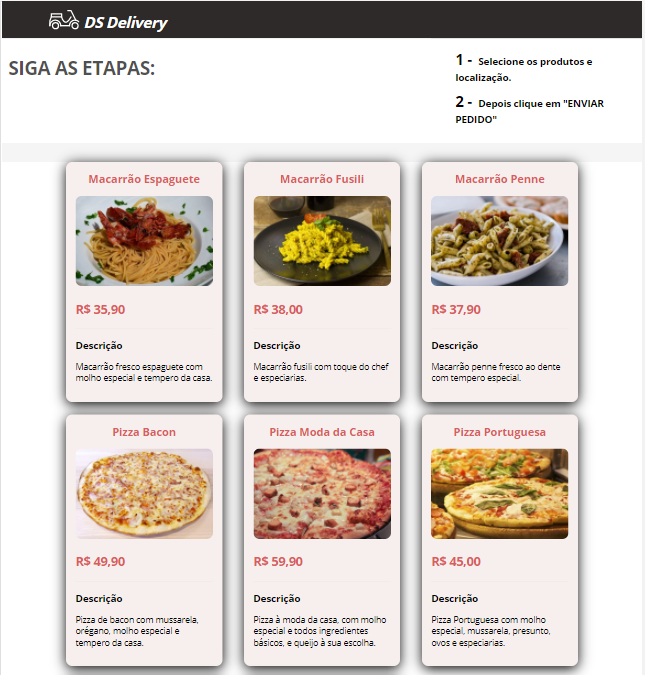 DS Delivery
SIGA AS ETAPAS:
1 - Selecione os produtos e
localização.
2 - Depois clique em "ENVIAR
PEDIDO"
Macarrão Espaguete
R$ 35,90
Descrição
Macarrão fresco espaguete com
molho especial e tempero da casa.
Macarrão Fusili
R$ 38,00
Descrição
Macarrão fusili com toque do chef
e especiarias.
Macarrão Penne
R$ 37,90
Descrição
Macarrão penne fresco ao dente
com tempero especial.
Pizza Bacon
R$ 49,90
Descrição
Pizza de bacon com mussarela,
orégano, molho especial e
tempero da casa.
Pizza Moda da Casa
R$ 59,90
Descrição
Pizza à moda da casa, com molho
especial e todos ingredientes
básicos, e queijo à sua escolha.
Pizza Portuguesa
R$ 45,00
Descrição
Pizza Portuguesa com molho
especial, mussarela, presunto,
ovos e especiarias.